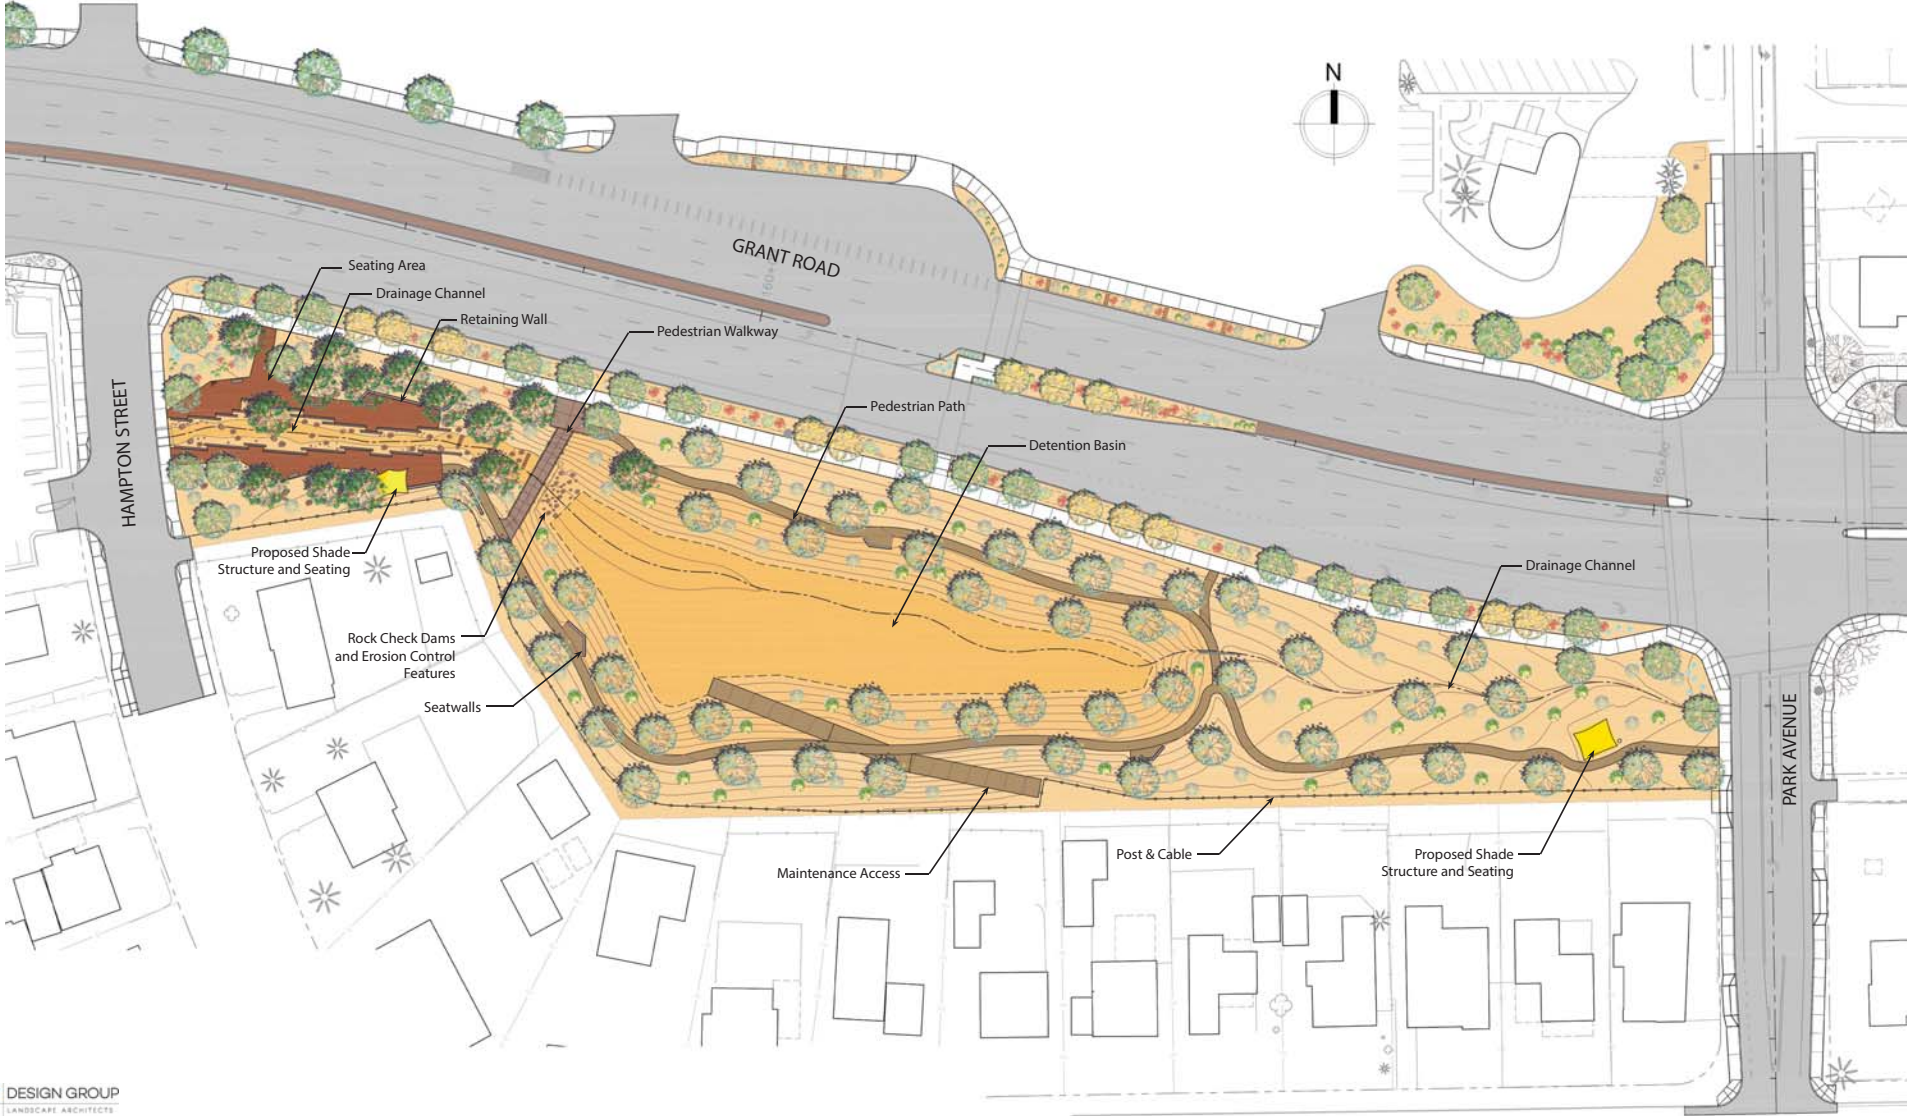 N
GRANT ROAD
160+
Seating Area
Drainage Channel
Retaining Wall
Pedestrian Walkway
HAMPTON STREET
Pedestrian Path
Detention Basin
Proposed Shade
Structure and Seating
Drainage Channel
Rock Check Dams
and Erosion Control
Features
Seatwalls
PARK AVENUE
Maintenance Access
Post & Cable
Proposed Shade
Structure and Seating
DESIGN GROUP
LANDSCAPE ARCHITECTS